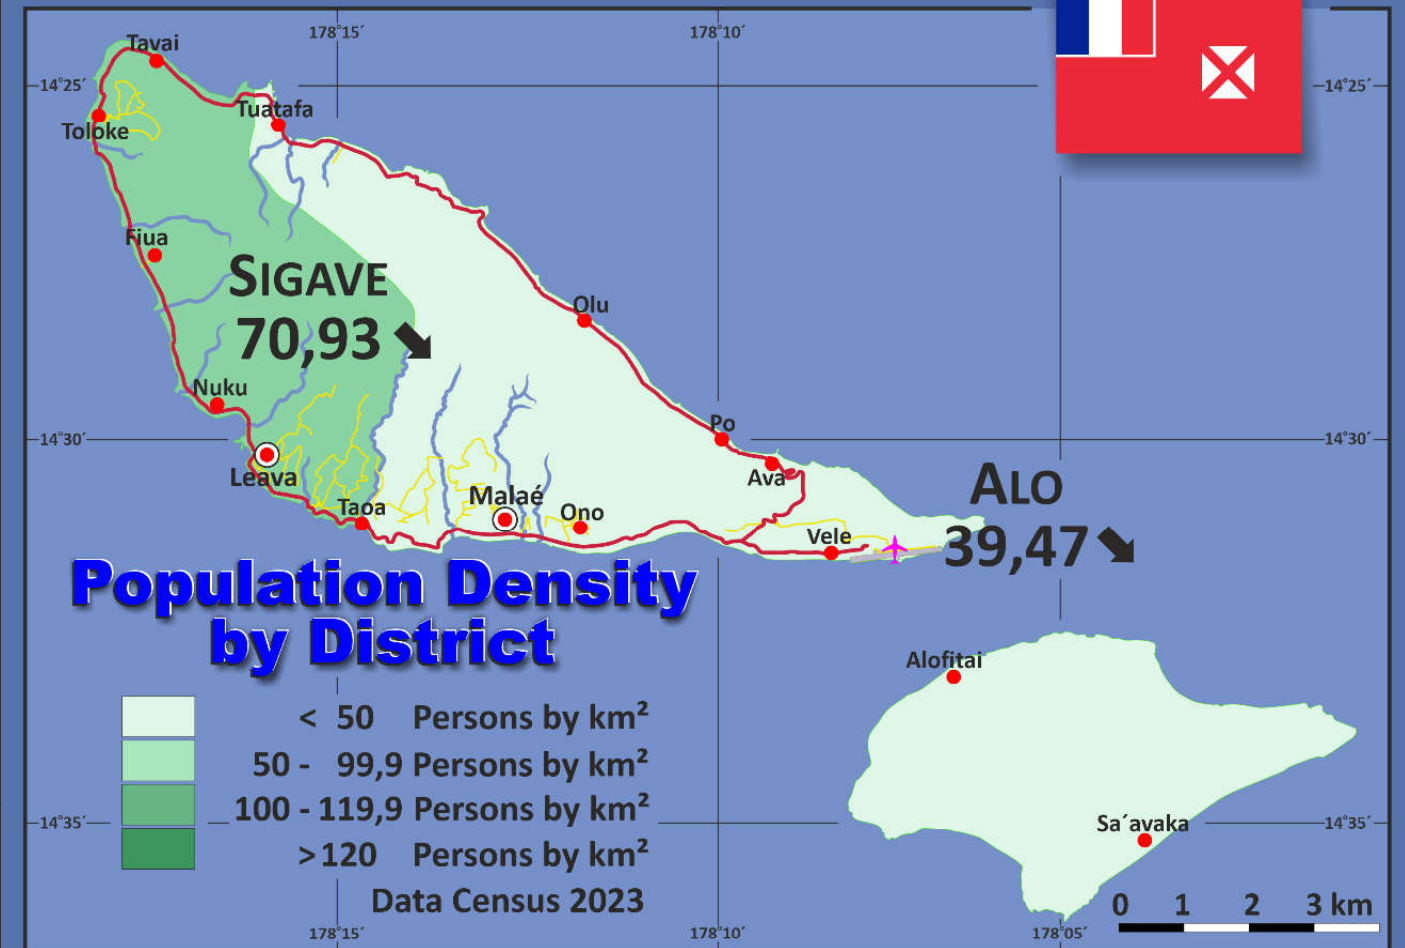 178°15´
178°10´
14°25´
14°25´
Tavai
Tuatafa
Toloke
Fiua
SIGAVE
70,93
Olu
Nuku
Po
14°30´
14°30´
Leava
Ava
Malaé
Taoa
Ono
Vele
ALO
39,47
Population Density
by District
Alofitai
< 50 Persons by km²
50 - 99,9 Persons by km²
100 - 119,9 Persons by km²
>120 Persons by km²
14°35´
14°35´
Sa´avaka
Data Census 2023
0 1 2 3 km
178°15´
178°10´
178°05´